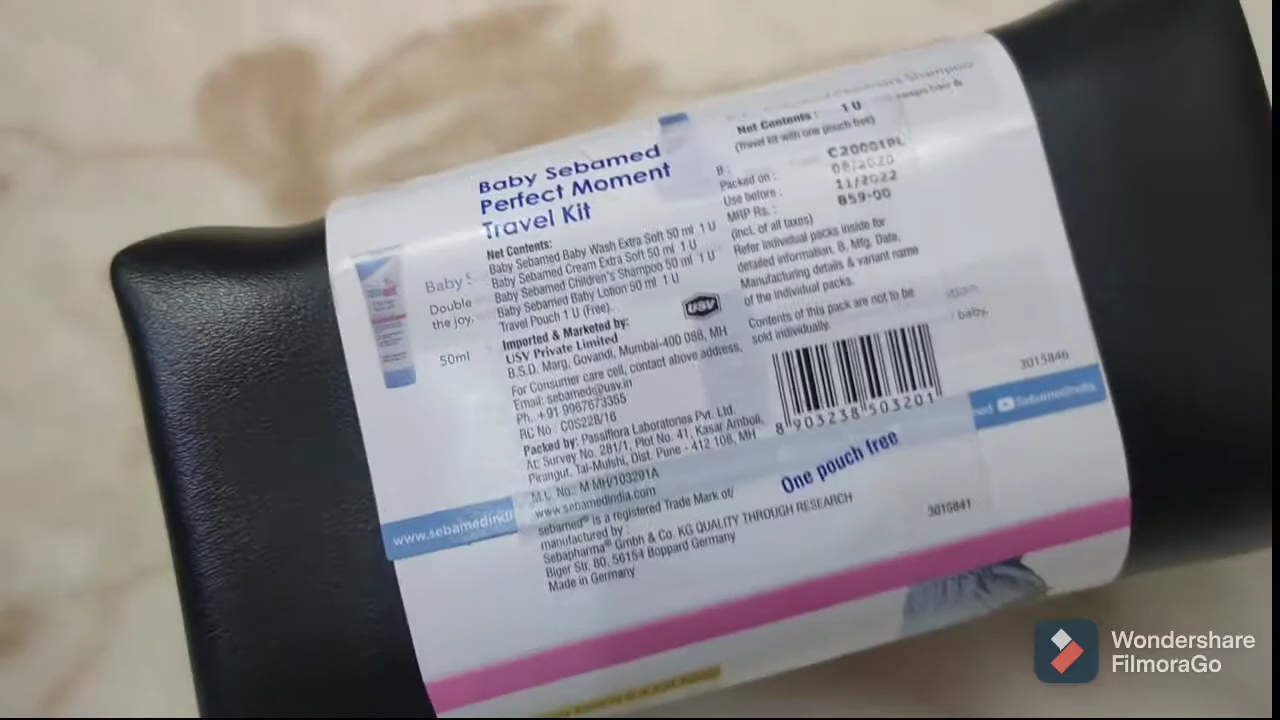 Baby Sebamed
Perfect Moment
Travel Kit
Net Contents:
Baby Sebamed Baby Wash Extra Soft 50 ml 1 U
Baby Sebamed Cream Extra Soft 50 ml 1 U
Baby Sebamed Children's Shampoo 50 ml 1 U
Baby Sebamed Baby Lotion 50 ml 1 U
Travel Pouch 1 U (Free)
Imported & Marketed by:
USV Private Limited
B.S.D. Marg, Govandi, Mumbai-400 088, MH
For Consumer care cell, contact above address,
Email: sebamed@usv.in
Ph. +91 9967673355
RC No : COS228/16
Packed by: Passiflora Laboratories Pvt. Ltd.
At: Survey No. 281/1, Plot No. 41, Kasar Amboli,
Pirangut, Tal-Mulshi, Dist. Pune - 412 108, MH
M.L. No.: M MH/103291A
www.sebamedindia.com
sebamed® is a registered Trade Mark of/
manufactured by :
Sebapharma® Gmbh & Co. KG QUALITY THROUGH RESEARCH
Biger Str. 80, 56154 Boppard Germany
Made in Germany
USV
Net Contents : 1 U
(Travel kit with one pouch free)
B : C20001PL
Packed on : 08/2020
Use before : 11/2022
MRP Rs. : 859-00
(incl. of all taxes)
Refer individual packs inside for
detailed information, B, Mfg. Date,
Manufacturing details & variant name
of the individual packs.
Contents of this pack are not to be
sold individually.
8 903238 503201
One pouch free
3015841
3015846
Baby S
Double
the joy,
50ml
www.sebamedindi
Shampoo
hair &
baby.
SebamedIndia
Wondershare
FilmoraGo